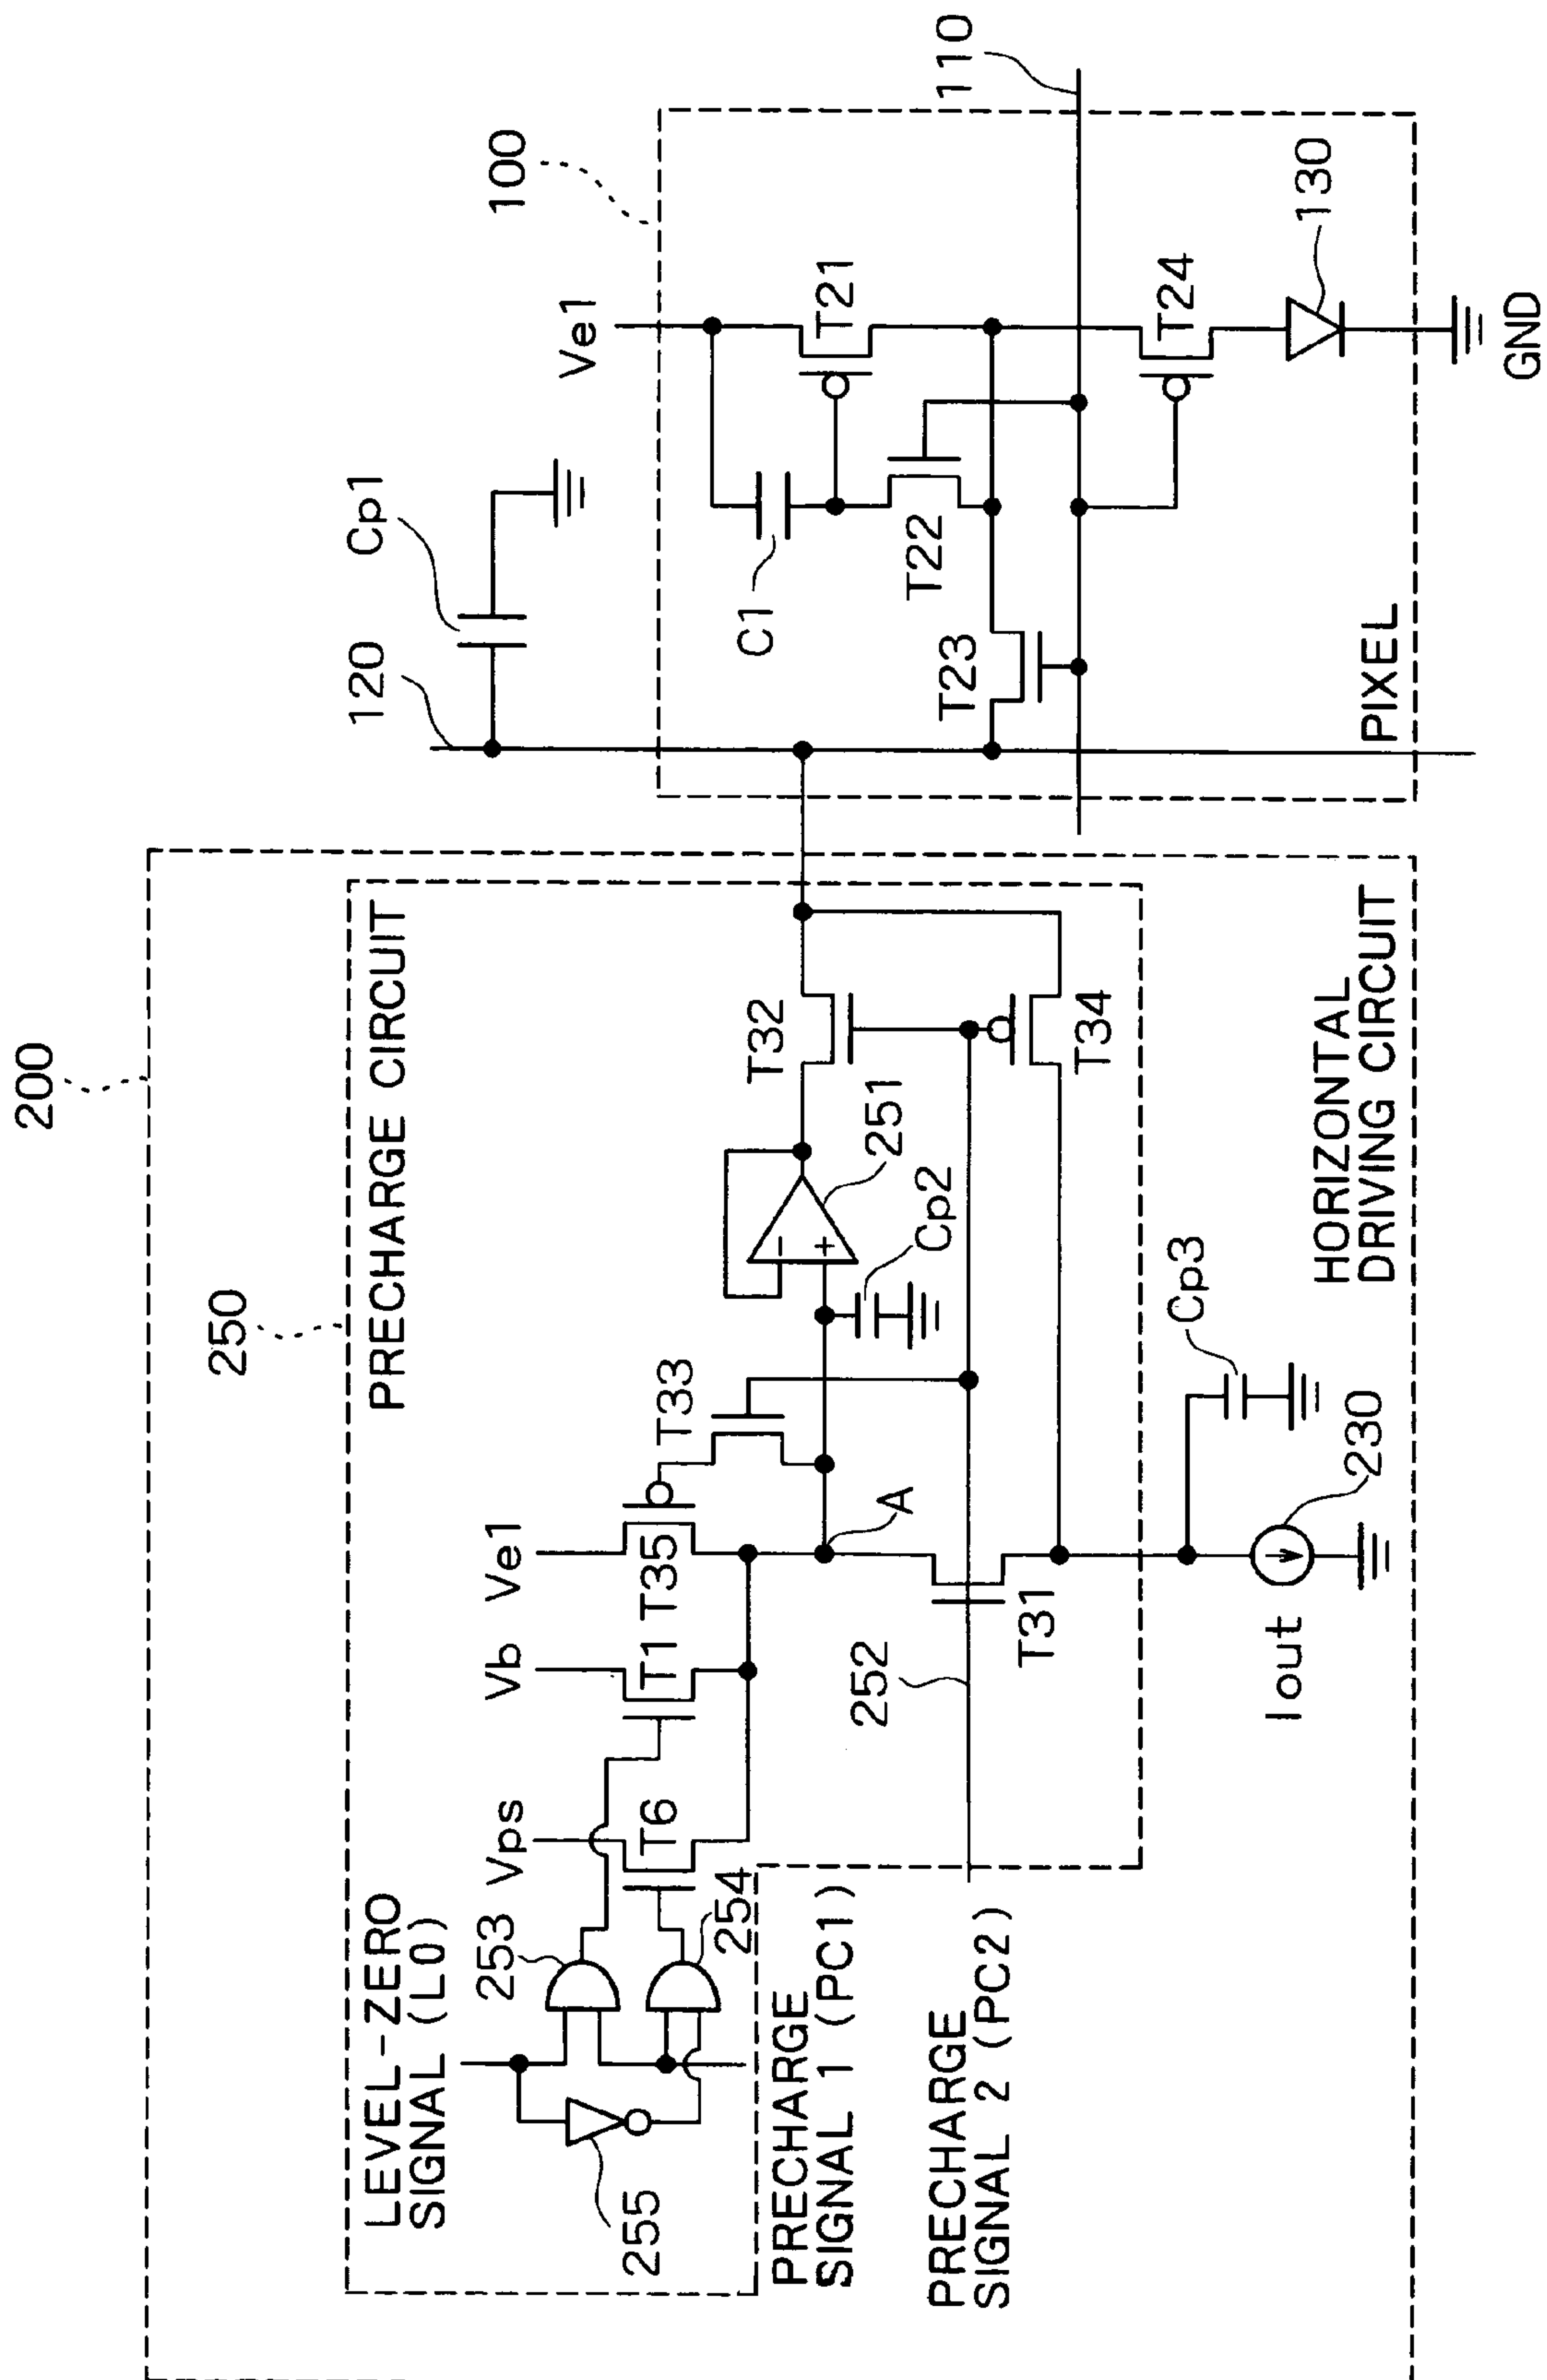 200
250
PRECHARGE CIRCUIT
LEVEL-ZERO
SIGNAL (L0)
255
253
254
Vps
T6
Vb
T1
Ve1
T35
T33
A
251
Cp2
T32
T34
252
T31
PRECHARGE
SIGNAL 1 (PC1)
PRECHARGE
SIGNAL 2 (PC2)
Iout
230
Cp3
HORIZONTAL
DRIVING CIRCUIT
120
Cp1
100
110
Ve1
C1
T21
T22
T23
T24
130
PIXEL
GND
+
−